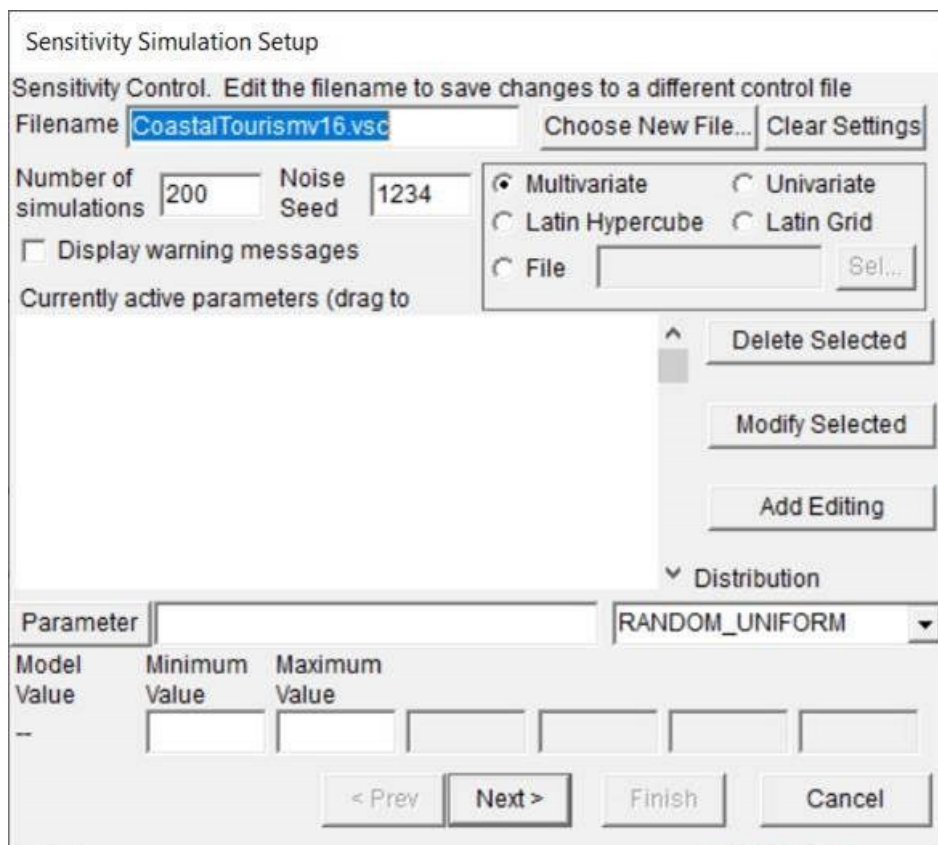 Sensitivity Simulation Setup
Sensitivity Control. Edit the filename to save changes to a different control file
Filename CoastalTourismv16.vsc Choose New File... Clear Settings
Number of simulations 200 Noise Seed 1234
Multivariate Univariate
Latin Hypercube Latin Grid
File Sel...
Display warning messages
Currently active parameters (drag to
Delete Selected
Modify Selected
Add Editing
Distribution
Parameter RANDOM_UNIFORM
Model Value Minimum Value Maximum Value
--
< Prev Next > Finish Cancel